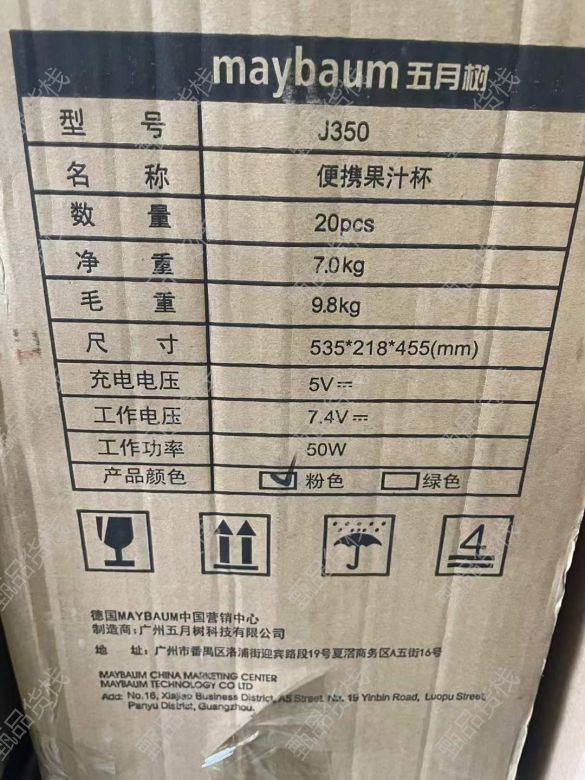 maybaum 五月树
型 号 J350
名 称 便携果汁杯
数 量 20pcs
净 重 7.0kg
毛 重 9.8kg
尺 寸 535*218*455(mm)
充电电压 5V⎓
工作电压 7.4V⎓
工作功率 50W
产品颜色 ☑粉色 ☐绿色
4
德国MAYBAUM中国营销中心
制造商:广州五月树科技有限公司
地 址: 广州市番禺区洛浦街迎宾路段19号夏滘商务区A五街16号
MAYBAUM CHINA MARKETING CENTER
MAYBAUM TECHNOLOGY CO LTD
Add: No.16, Xiajiao Business District, A5 Street, No. 19 Yinbin Road, Luopu Street,
Panyu District, Guangzhou.
甄品货栈